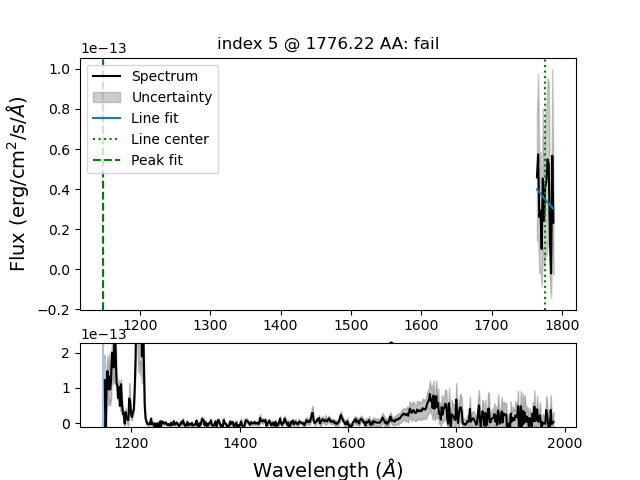 index 5 @ 1776.22 AA: fail
1e−13
1.0
0.8
0.6
0.4
0.2
0.0
−0.2
Flux (erg/cm²/s/Å)
Spectrum
Uncertainty
Line fit
Line center
Peak fit
1200 1300 1400 1500 1600 1700 1800
1e−13
2
1
0
1200 1400 1600 1800 2000
Wavelength (Å)